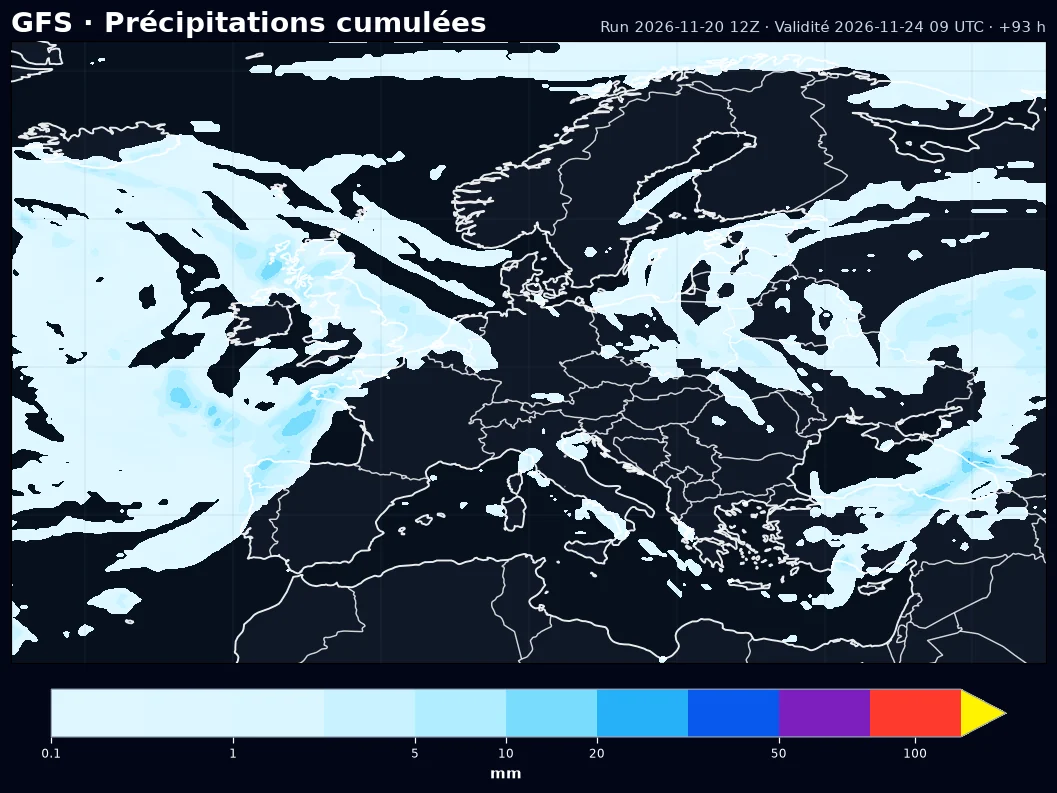 GFS · Précipitations cumulées
Run 2026-11-20 12Z · Validité 2026-11-24 09 UTC · +93 h
0.1 1 5 10 20 50 100
mm